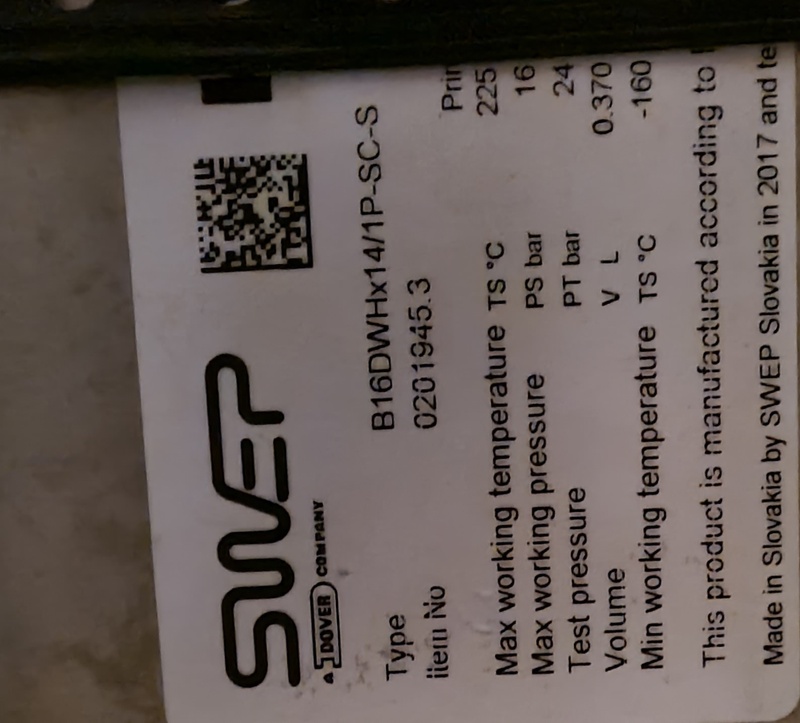 SWEP
A DOVER COMPANY
Type B16DWHx14/1P-SC-S
Item No 0201945.3
Prir
Max working temperature TS °C 225
Max working pressure PS bar 16
Test pressure PT bar 24
Volume V L 0.370
Min working temperature TS °C -160
This product is manufactured according to
Made in Slovakia by SWEP Slovakia in 2017 and te